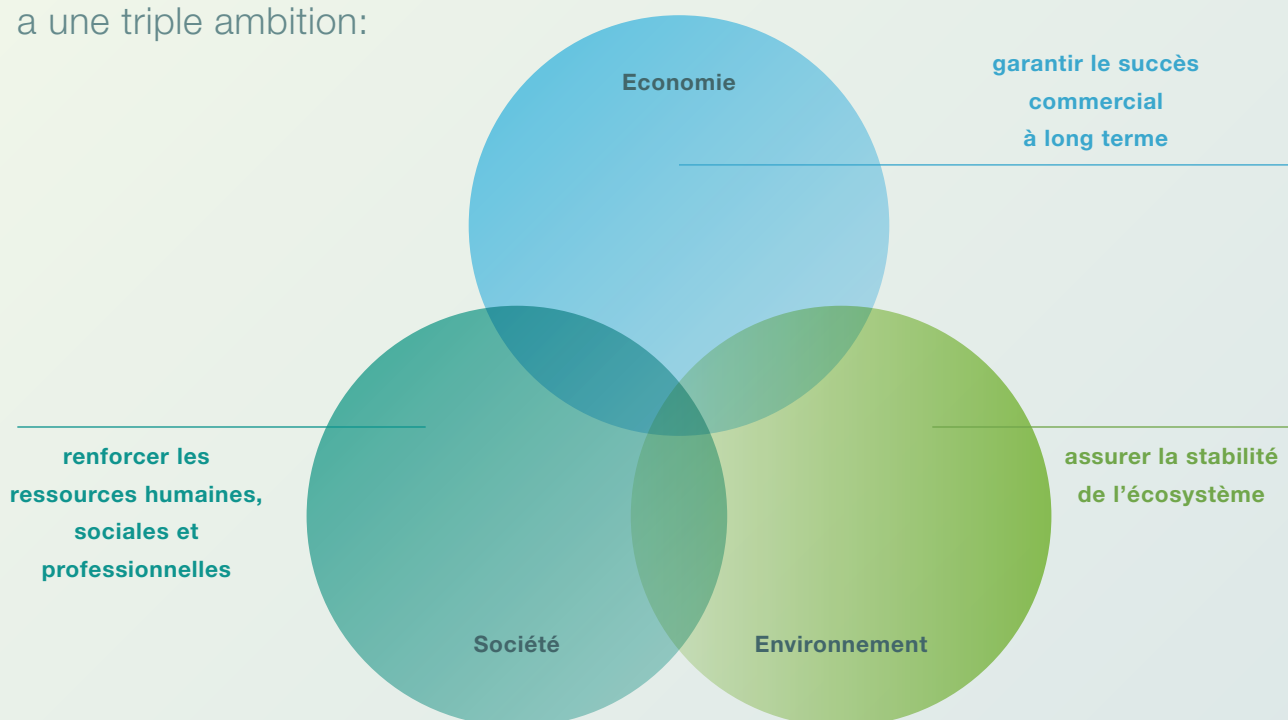 a une triple ambition:
Economie
garantir le succès
commercial
à long terme
renforcer les
ressources humaines,
sociales et
professionnelles
assurer la stabilité
de l’écosystème
Société
Environnement